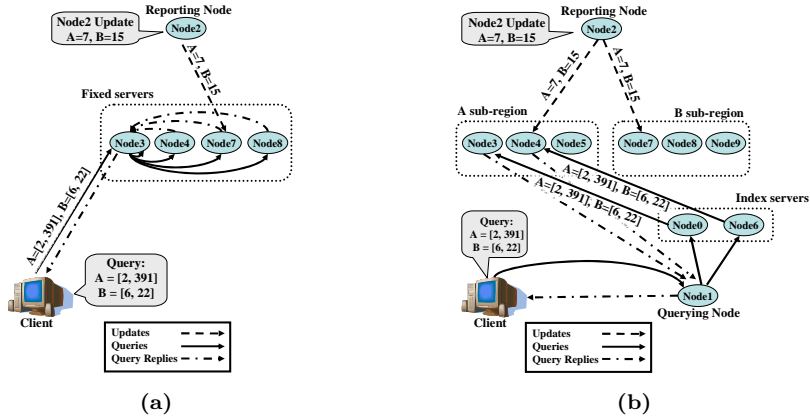 Reporting Node
Node2 Update
A=7, B=15
Node2
A=7, B=15
Fixed servers
Node3
Node4
Node7
Node8
A=[2, 391], B=[6, 22]
Query:
A = [2, 391]
B = [6, 22]
Client
Updates
Queries
Query Replies
(a)
Reporting Node
Node2 Update
A=7, B=15
Node2
A=7, B=15
A=7, B=15
A sub-region
B sub-region
Node3
Node4
Node5
Node7
Node8
Node9
A=[2, 391], B=[6, 22]
A=[2, 391], B=[6, 22]
Index servers
Node0
Node6
Query:
A = [2, 391]
B = [6, 22]
Client
Node1
Querying Node
Updates
Queries
Query Replies
(b)